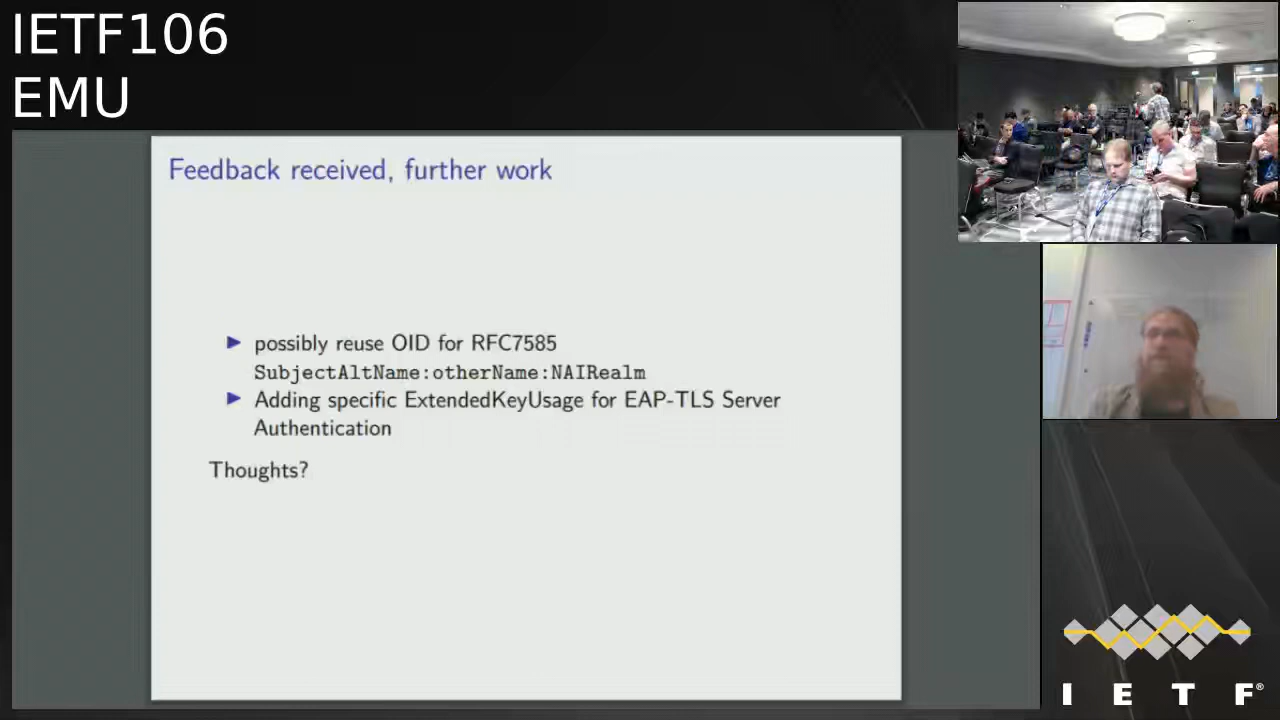 IETF106
EMU
Feedback received, further work
possibly reuse OID for RFC7585
SubjectAltName:otherName:NAIRealm
Adding specific ExtendedKeyUsage for EAP-TLS Server
Authentication
Thoughts?
I E T F®